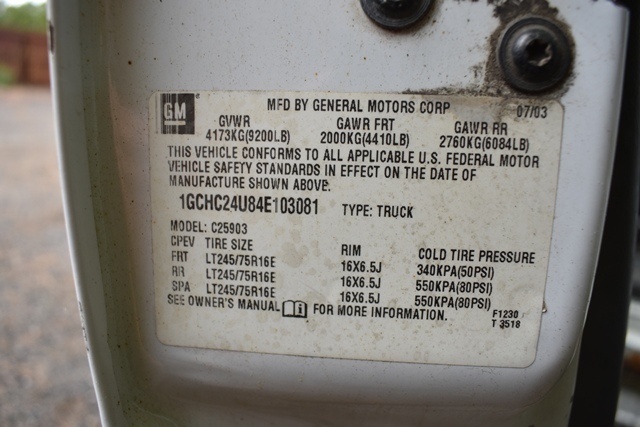 GM MFD BY GENERAL MOTORS CORP 07/03
GVWR GAWR FRT GAWR RR
4173KG(9200LB) 2000KG(4410LB) 2760KG(6084LB)
THIS VEHICLE CONFORMS TO ALL APPLICABLE U.S. FEDERAL MOTOR
VEHICLE SAFETY STANDARDS IN EFFECT ON THE DATE OF
MANUFACTURE SHOWN ABOVE.
1GCHC24U84E103081 TYPE: TRUCK
MODEL: C25903
CPEV TIRE SIZE RIM COLD TIRE PRESSURE
FRT LT245/75R16E 16X6.5J 340KPA(50PSI)
RR LT245/75R16E 16X6.5J 550KPA(80PSI)
SPA LT245/75R16E 16X6.5J 550KPA(80PSI)
SEE OWNER'S MANUAL FOR MORE INFORMATION. F1230
T 3518